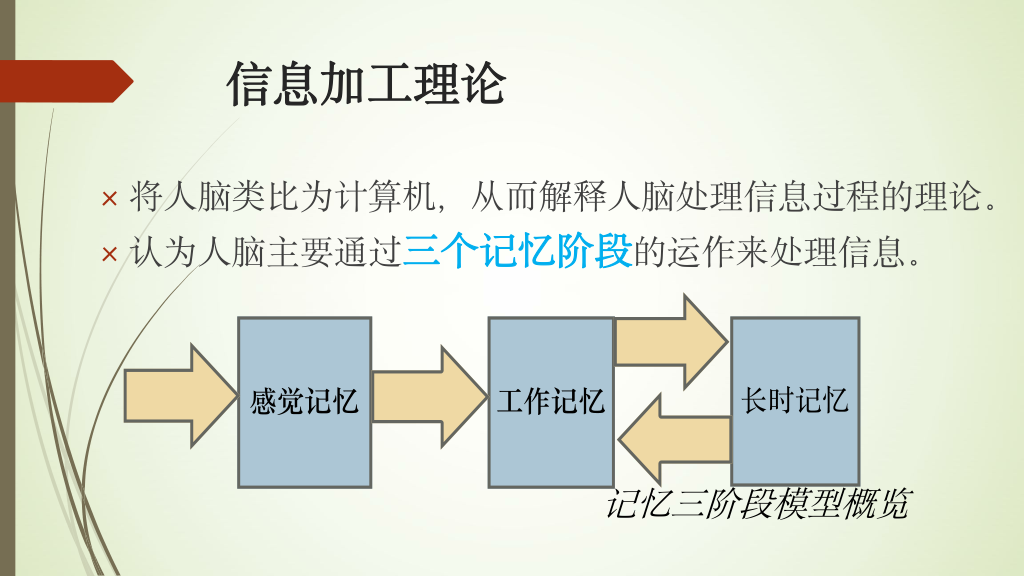 信息加工理论
× 将人脑类比为计算机，从而解释人脑处理信息过程的理论。
× 认为人脑主要通过三个记忆阶段的运作来处理信息。
感觉记忆
工作记忆
长时记忆
记忆三阶段模型概览